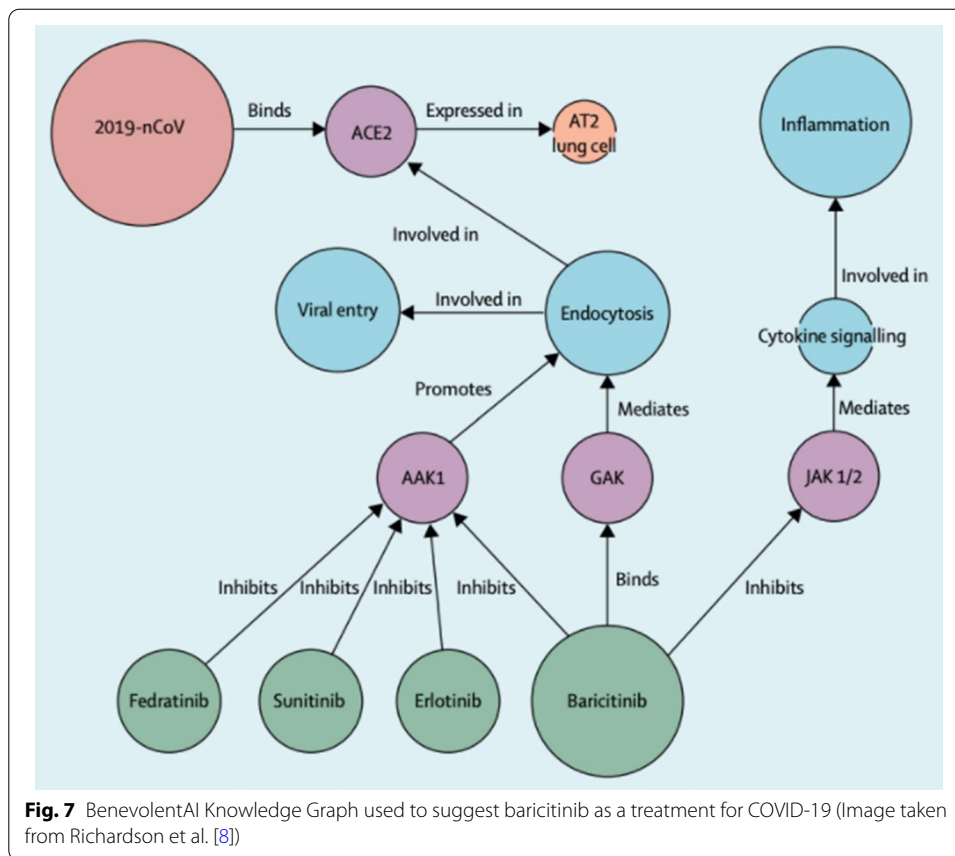 2019-nCoV
Binds
ACE2
Expressed in
AT2
lung cell
Inflammation
Involved in
Viral entry
Involved in
Endocytosis
Involved in
Cytokine signalling
Promotes
Mediates
Mediates
AAK1
GAK
JAK 1/2
Inhibits
Inhibits
Inhibits
Inhibits
Binds
Inhibits
Fedratinib
Sunitinib
Erlotinib
Baricitinib
Fig. 7 BenevolentAI Knowledge Graph used to suggest baricitinib as a treatment for COVID-19 (Image taken
from Richardson et al. [8])